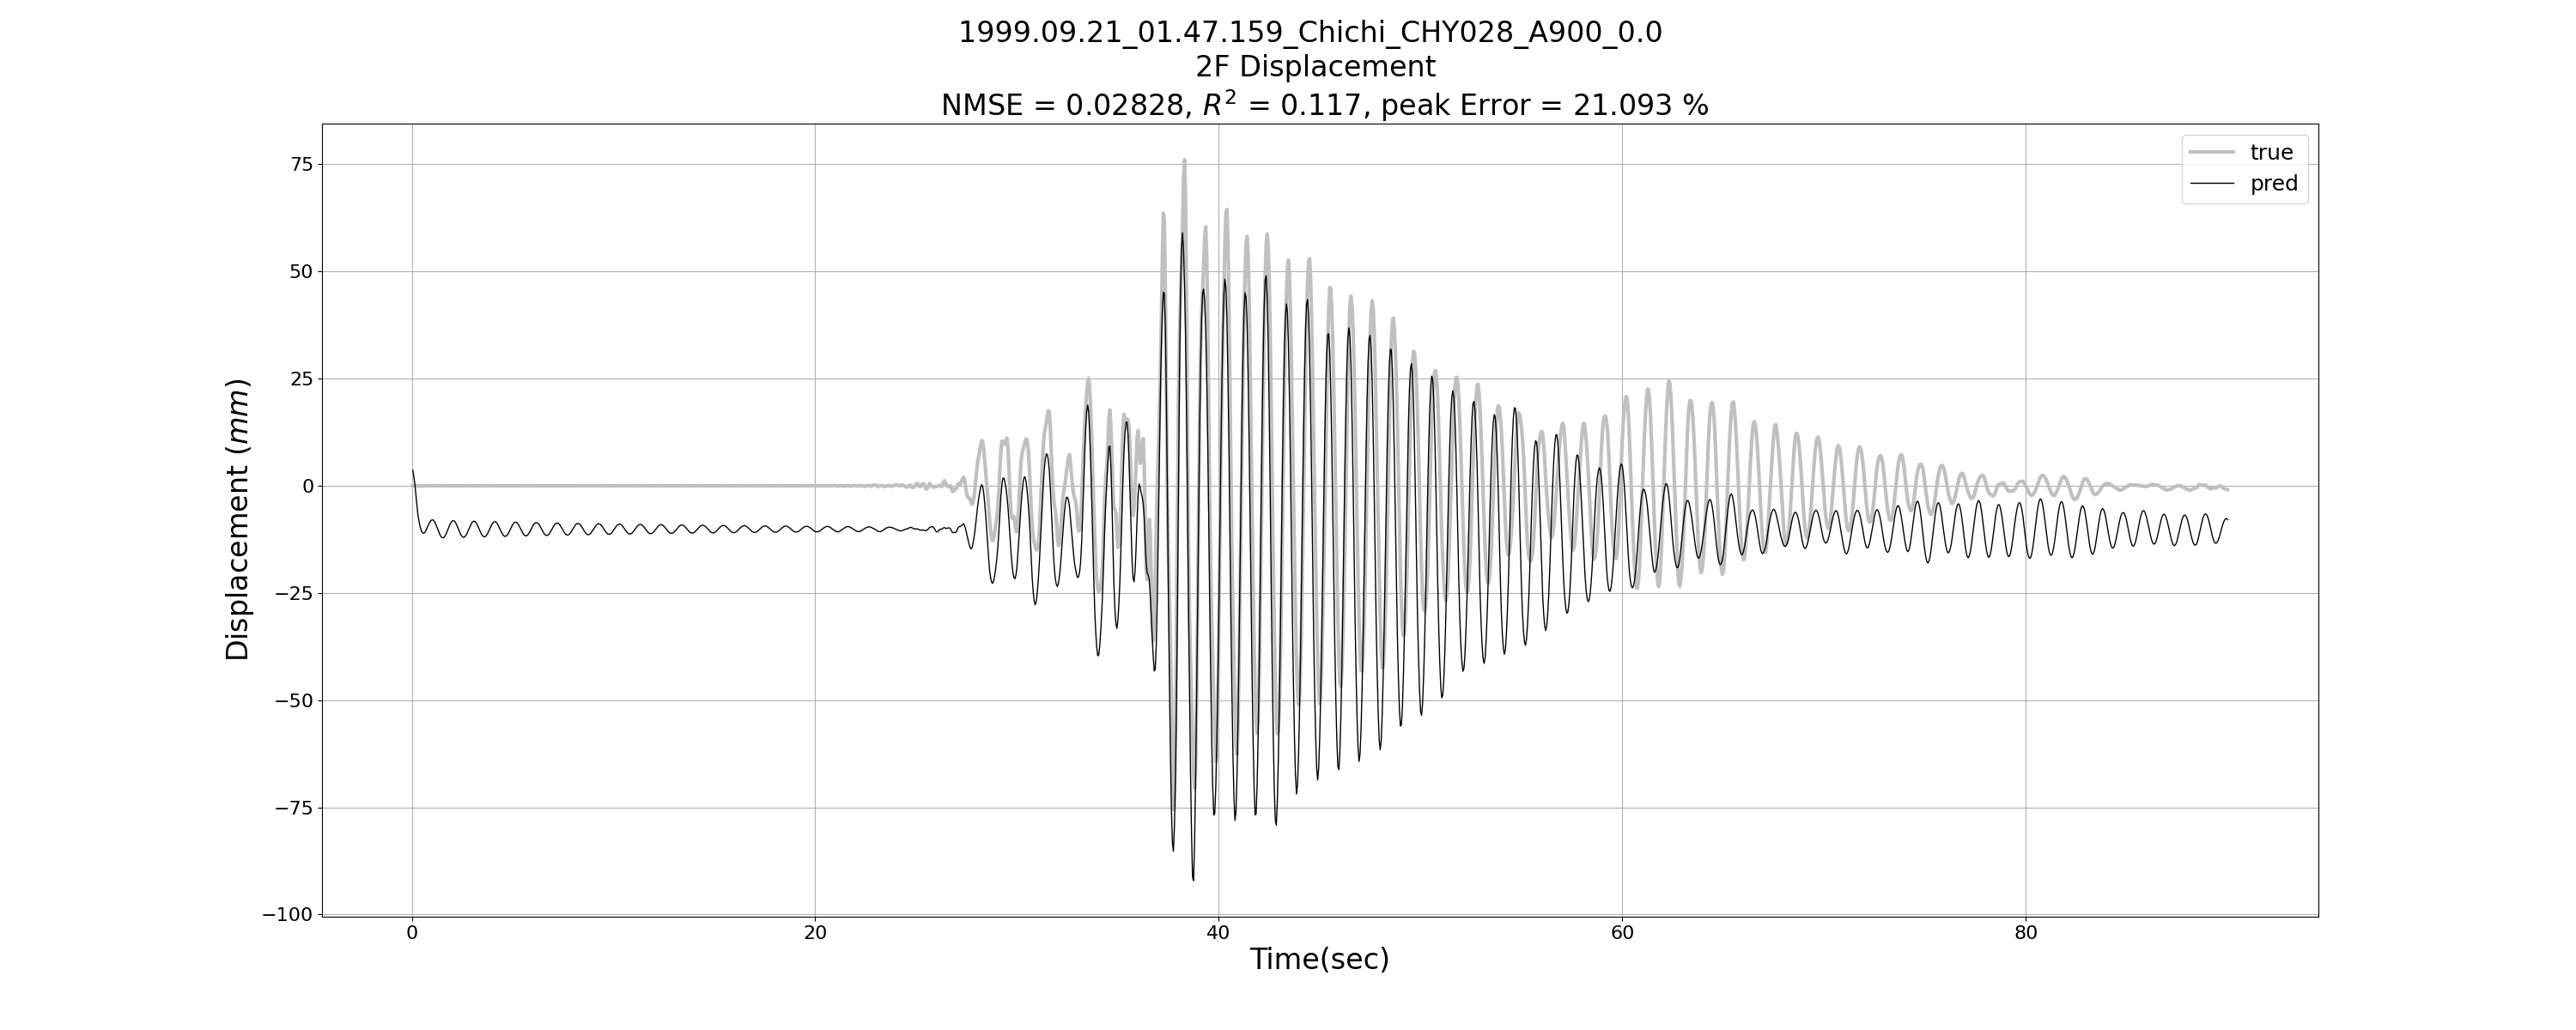 1999.09.21_01.47.159_Chichi_CHY028_A900_0.0
2F Displacement
NMSE = 0.02828, R² = 0.117, peak Error = 21.093 %
true
pred
75
50
25
0
−25
−50
−75
−100
Displacement (mm)
0 20 40 60 80
Time(sec)